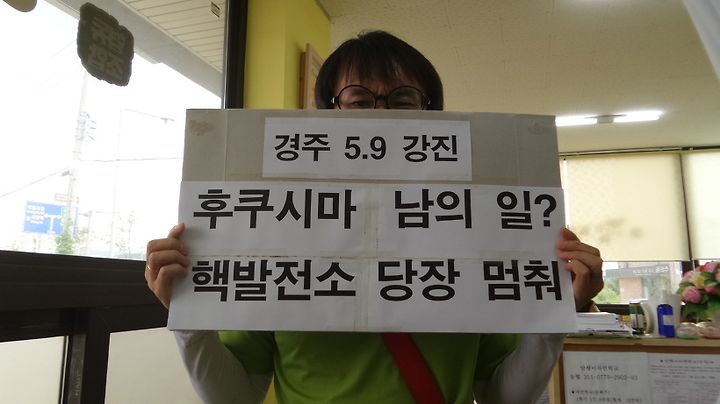 경주 5.9 강진
후쿠시마 남의 일?
핵발전소 당장 멈춰